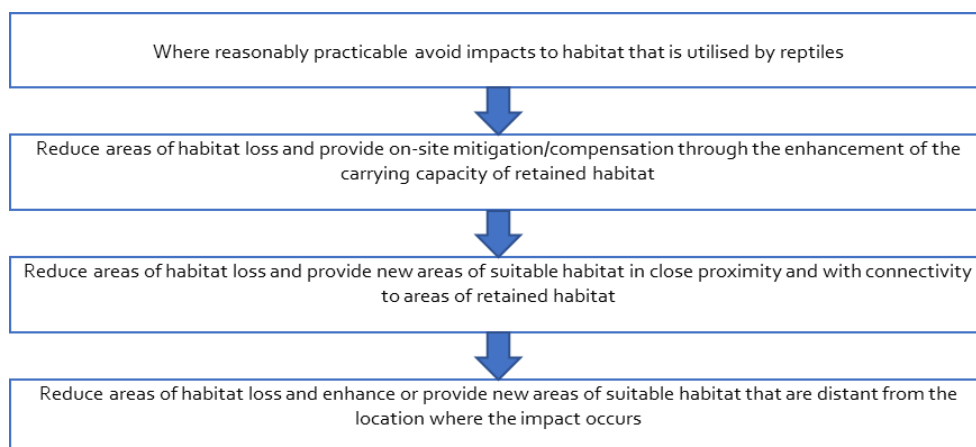 Where reasonably practicable avoid impacts to habitat that is utilised by reptiles
Reduce areas of habitat loss and provide on-site mitigation/compensation through the enhancement of the
carrying capacity of retained habitat
Reduce areas of habitat loss and provide new areas of suitable habitat in close proximity and with connectivity
to areas of retained habitat
Reduce areas of habitat loss and enhance or provide new areas of suitable habitat that are distant from the
location where the impact occurs